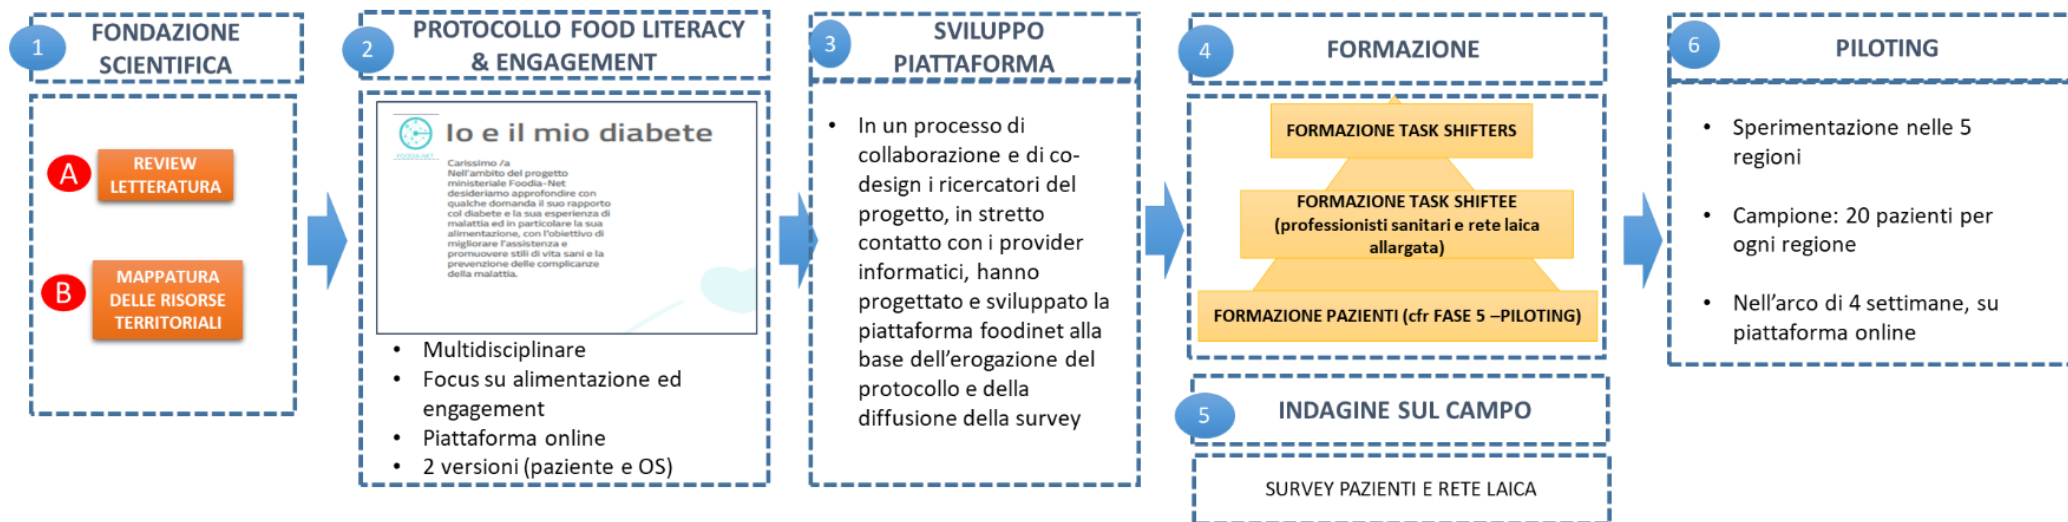 1
FONDAZIONE
SCIENTIFICA
A
REVIEW
LETTERATURA
B
MAPPATURA
DELLE RISORSE
TERRITORIALI
2
PROTOCOLLO FOOD LITERACY
& ENGAGEMENT
FOODIA-NET
Io e il mio diabete
Carissimo /a
Nell'ambito del progetto
ministeriale Foodia-Net
desideriamo approfondire con
qualche domanda il suo rapporto
col diabete e la sua esperienza di
malattia ed in particolare la sua
alimentazione, con l'obiettivo di
migliorare l'assistenza e
promuovere stili di vita sani e la
prevenzione delle complicanze
della malattia.
• Multidisciplinare
• Focus su alimentazione ed
engagement
• Piattaforma online
• 2 versioni (paziente e OS)
3
SVILUPPO
PIATTAFORMA
• In un processo di
collaborazione e di co-
design i ricercatori del
progetto, in stretto
contatto con i provider
informatici, hanno
progettato e sviluppato la
piattaforma foodinet alla
base dell'erogazione del
protocollo e della
diffusione della survey
4
FORMAZIONE
FORMAZIONE TASK SHIFTERS
FORMAZIONE TASK SHIFTEE
(professionisti sanitari e rete laica
allargata)
FORMAZIONE PAZIENTI (cfr FASE 5 –PILOTING)
5
INDAGINE SUL CAMPO
SURVEY PAZIENTI E RETE LAICA
6
PILOTING
• Sperimentazione nelle 5
regioni
• Campione: 20 pazienti per
ogni regione
• Nell'arco di 4 settimane, su
piattaforma online